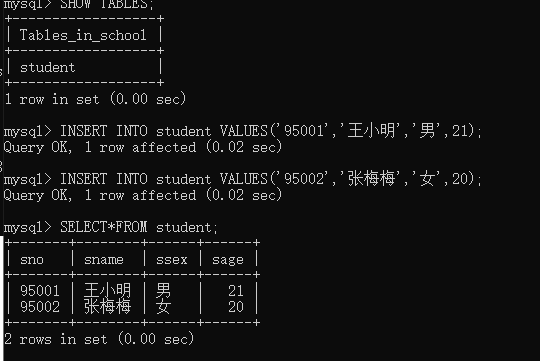 mysql> SHOW TABLES;
+-------------------+
| Tables_in_school |
+-------------------+
| student |
+-------------------+
1 row in set (0.00 sec)
mysql> INSERT INTO student VALUES('95001','王小明','男',21);
Query OK, 1 row affected (0.02 sec)
mysql> INSERT INTO student VALUES('95002','张梅梅','女',20);
Query OK, 1 row affected (0.02 sec)
mysql> SELECT*FROM student;
+-------+--------+------+------+
| sno | sname | ssex | sage |
+-------+--------+------+------+
| 95001 | 王小明 | 男 | 21 |
| 95002 | 张梅梅 | 女 | 20 |
+-------+--------+------+------+
2 rows in set (0.00 sec)